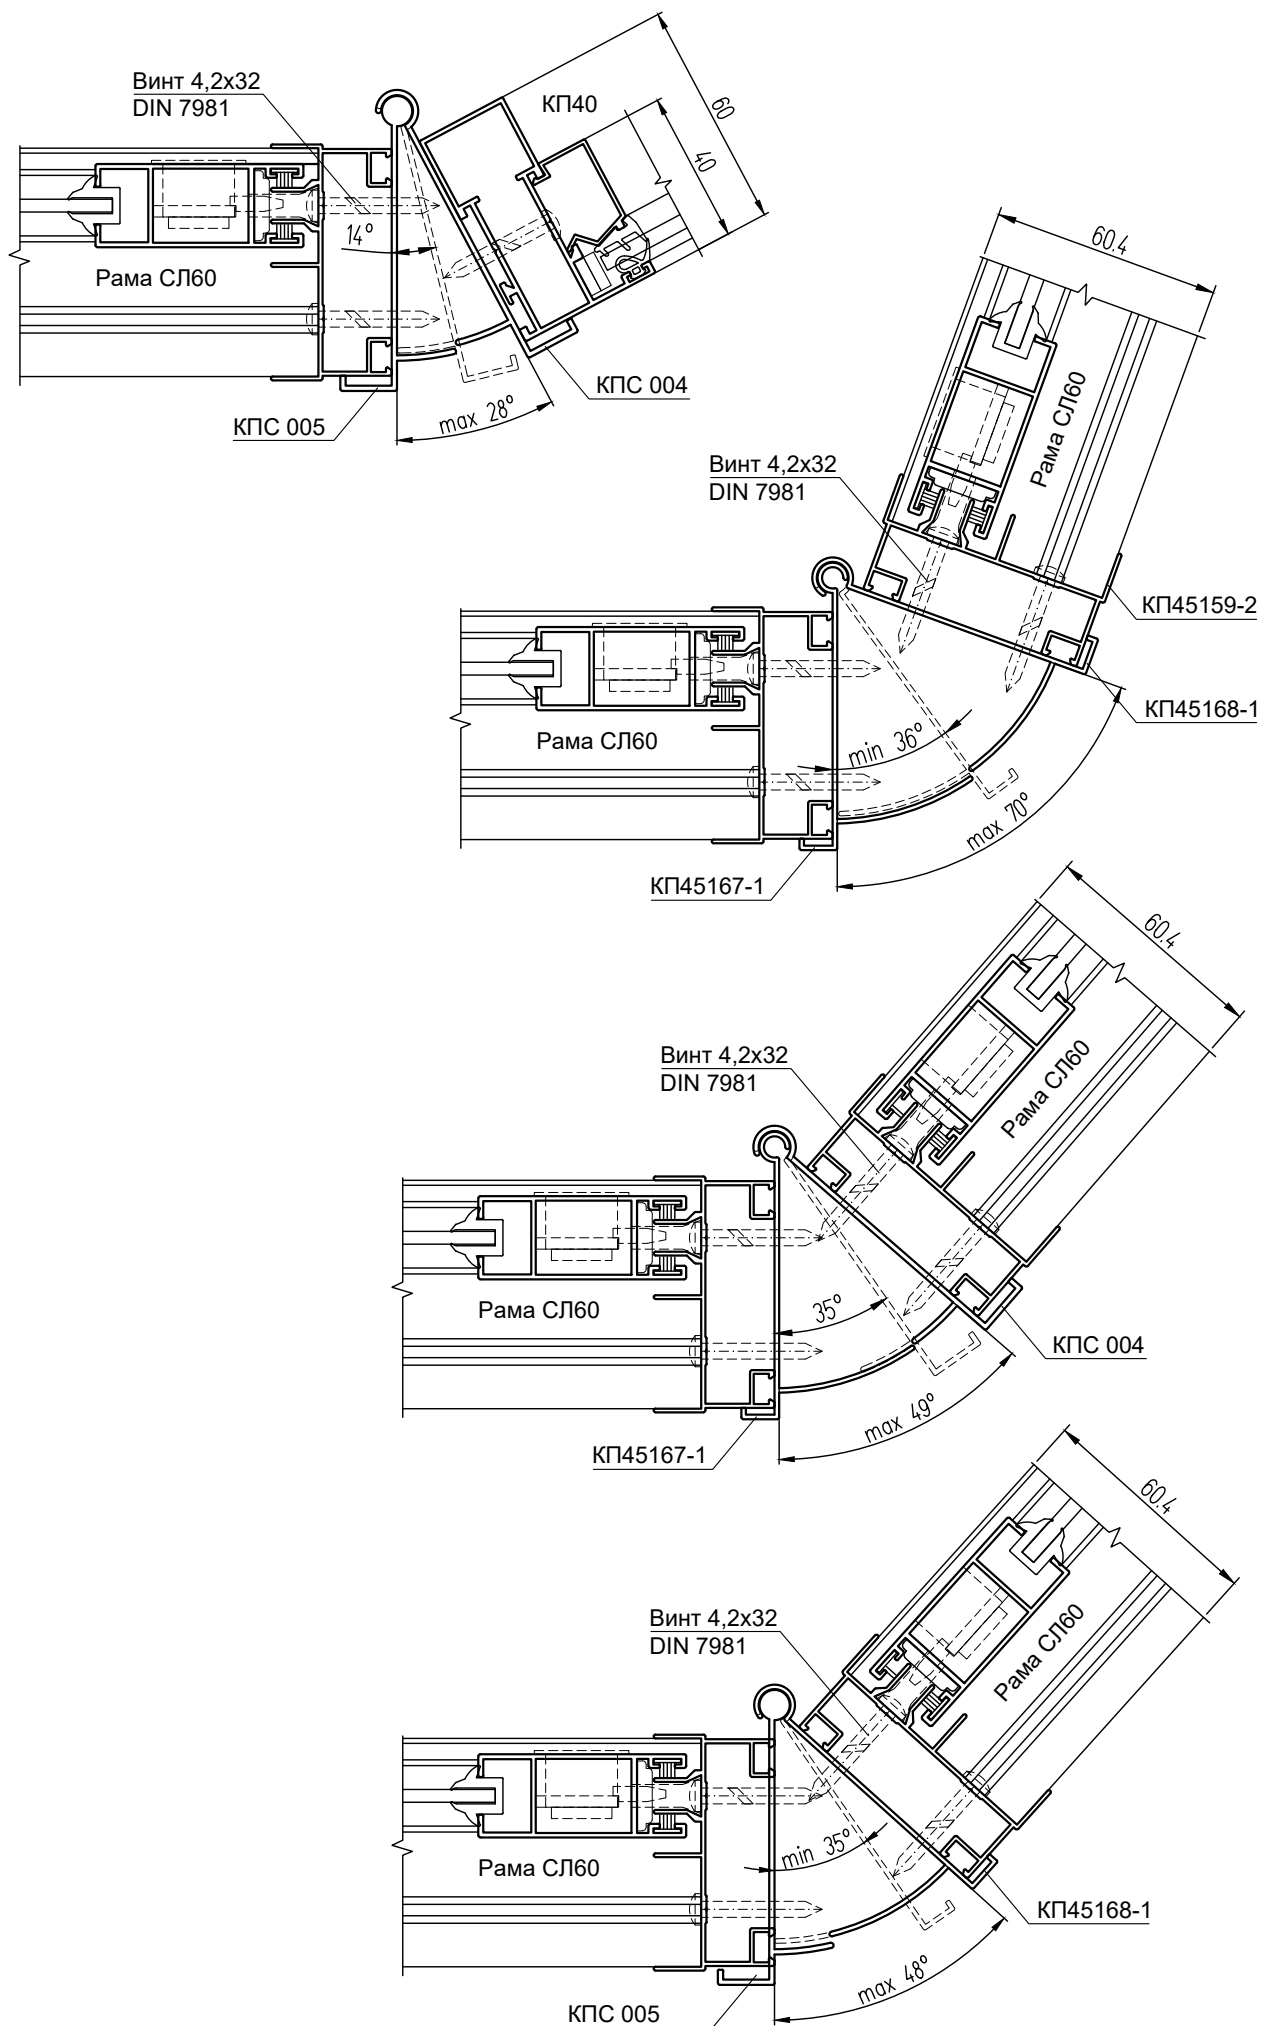 Винт 4,2х32
DIN 7981
КП40
60
40
14°
Рама СЛ60
КПС 004
КПС 005
max 28°
60.4
Рама СЛ60
Винт 4,2х32
DIN 7981
КП45159-2
КП45168-1
Рама СЛ60
min 36°
max 70°
КП45167-1
60.4
Винт 4,2х32
DIN 7981
Рама СЛ60
Рама СЛ60
35°
КПС 004
max 49°
КП45167-1
60.4
Винт 4,2х32
DIN 7981
Рама СЛ60
Рама СЛ60
min 35°
КП45168-1
max 48°
КПС 005